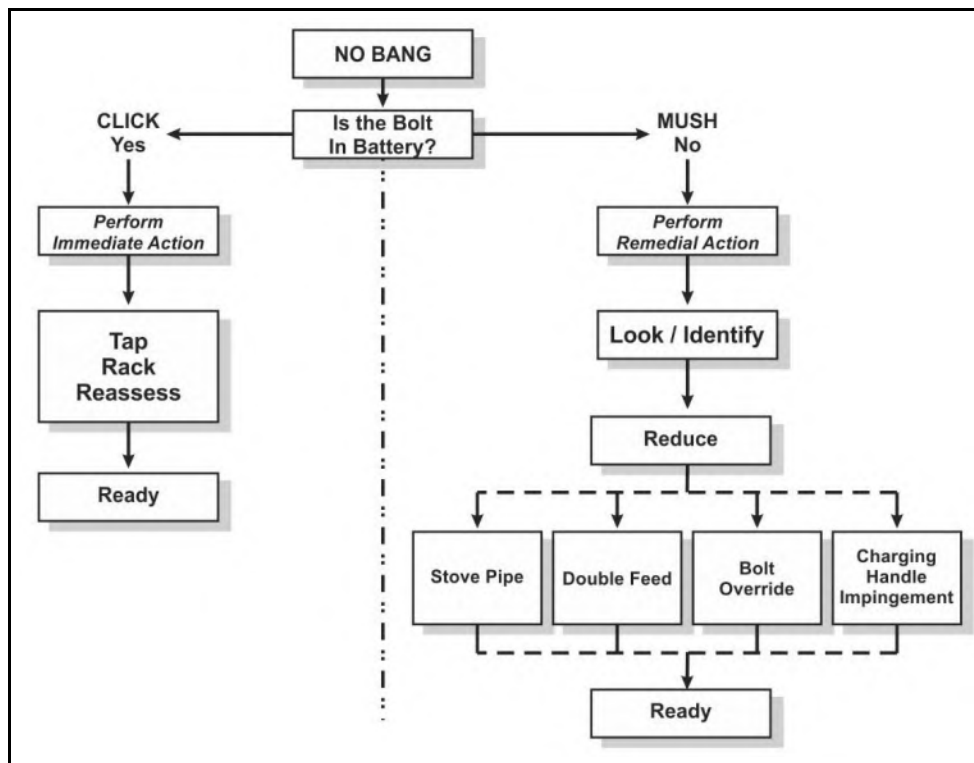 NO BANG
Is the Bolt
In Battery?
CLICK
Yes
Perform
Immediate Action
Tap
Rack
Reassess
Ready
MUSH
No
Perform
Remedial Action
Look / Identify
Reduce
Stove Pipe
Double Feed
Bolt
Override
Charging
Handle
Impingement
Ready